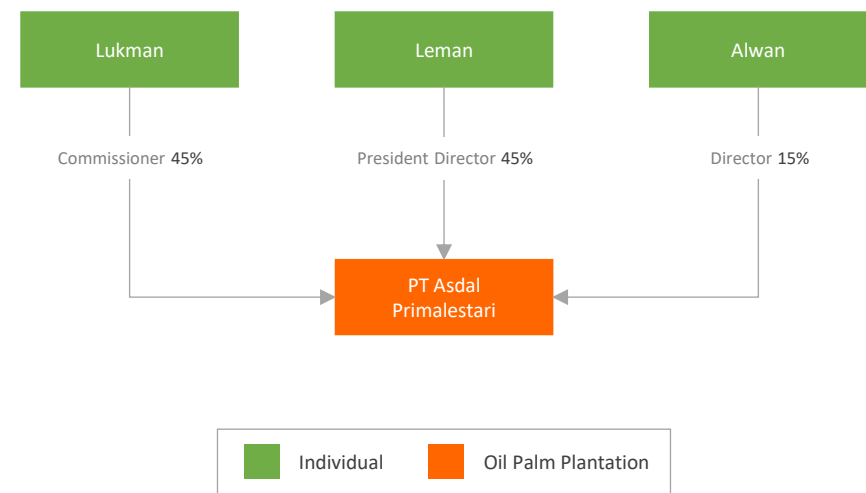 Lukman
Leman
Alwan
Commissioner 45%
President Director 45%
Director 15%
PT Asdal
Primalestari
Individual
Oil Palm Plantation